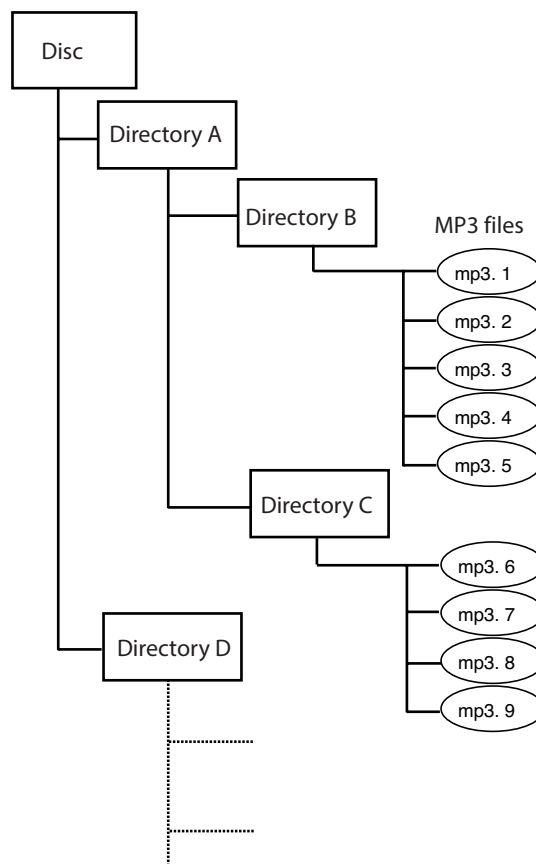 Disc
Directory A
Directory B
MP3 files
mp3. 1
mp3. 2
mp3. 3
mp3. 4
mp3. 5
Directory C
mp3. 6
mp3. 7
mp3. 8
mp3. 9
Directory D